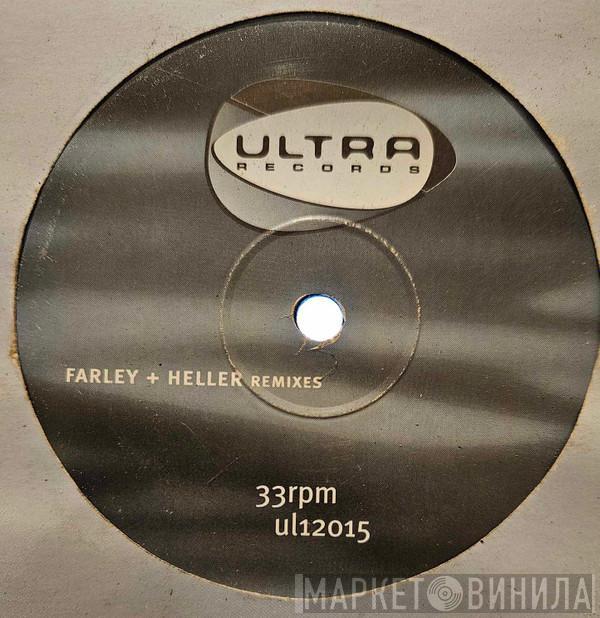 ULTRA
RECORDS
FARLEY + HELLER REMIXES
33rpm
ul12015
МАРКЕТ ВИНИЛА